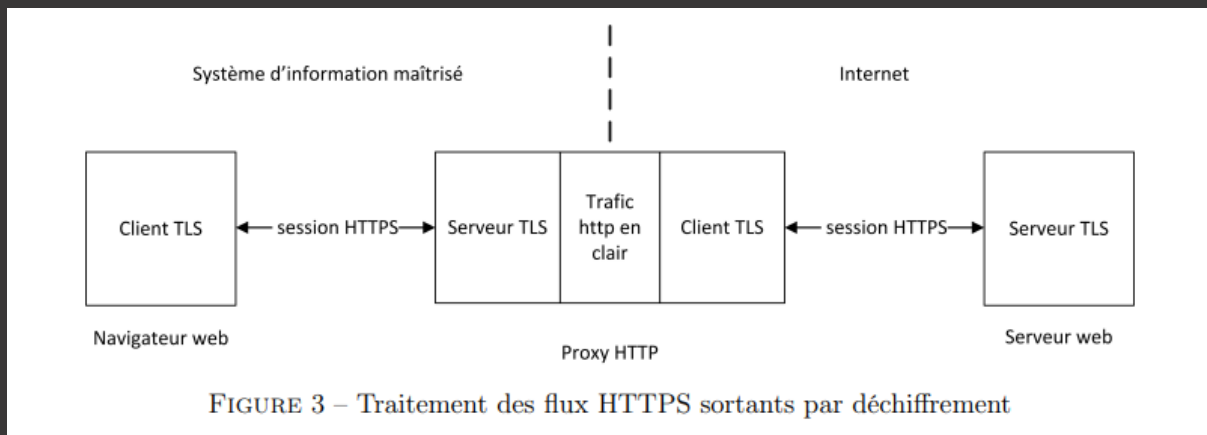 Système d'information maîtrisé
Internet
Client TLS
session HTTPS
Serveur TLS
Trafic
http en
clair
Client TLS
session HTTPS
Serveur TLS
Navigateur web
Proxy HTTP
Serveur web
FIGURE 3 – Traitement des flux HTTPS sortants par déchiffrement